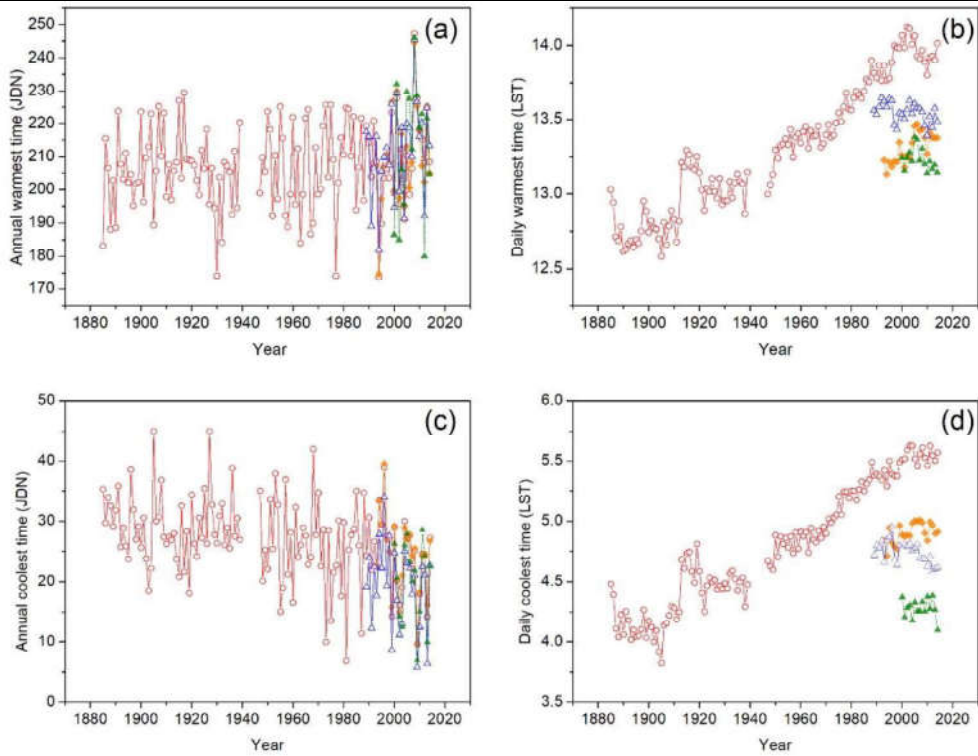 (a)
Annual warmest time (JDN)
250
240
230
220
210
200
190
180
170
1880 1900 1920 1940 1960 1980 2000 2020
Year
(b)
Daily warmest time (LST)
14.0
13.5
13.0
12.5
1880 1900 1920 1940 1960 1980 2000 2020
Year
(c)
Annual coolest time (JDN)
50
40
30
20
10
0
1880 1900 1920 1940 1960 1980 2000 2020
Year
(d)
Daily coolest time (LST)
6.0
5.5
5.0
4.5
4.0
3.5
1880 1900 1920 1940 1960 1980 2000 2020
Year